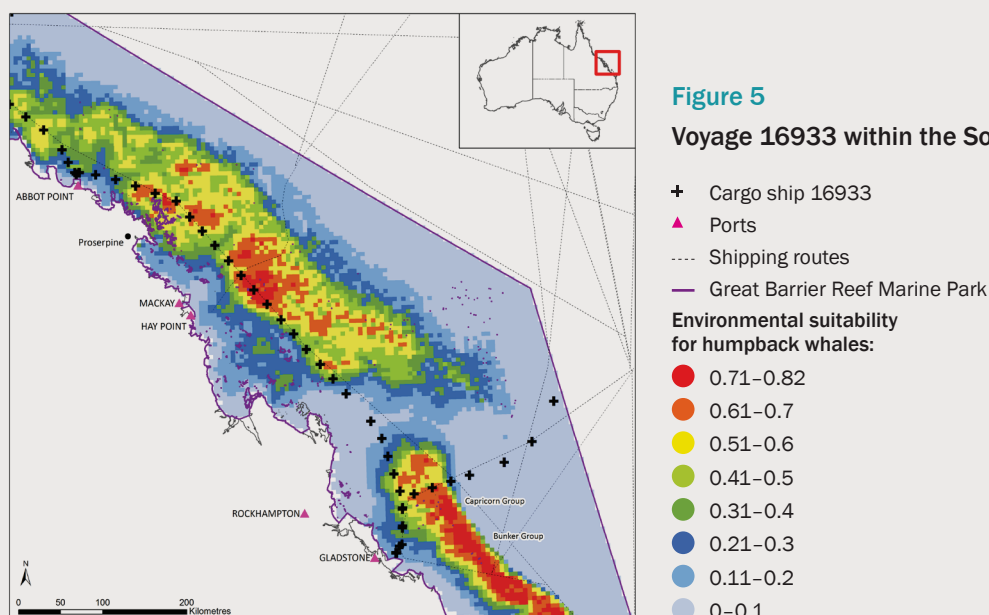 ABBOT POINT
Proserpine
MACKAY
HAY POINT
ROCKHAMPTON
GLADSTONE
Capricorn Group
Bunker Group
N
0 50 100 200
Kilometres
Figure 5
Voyage 16933 within the So
Cargo ship 16933
Ports
Shipping routes
Great Barrier Reef Marine Park
Environmental suitability
for humpback whales:
0.71–0.82
0.61–0.7
0.51–0.6
0.41–0.5
0.31–0.4
0.21–0.3
0.11–0.2
0–0.1